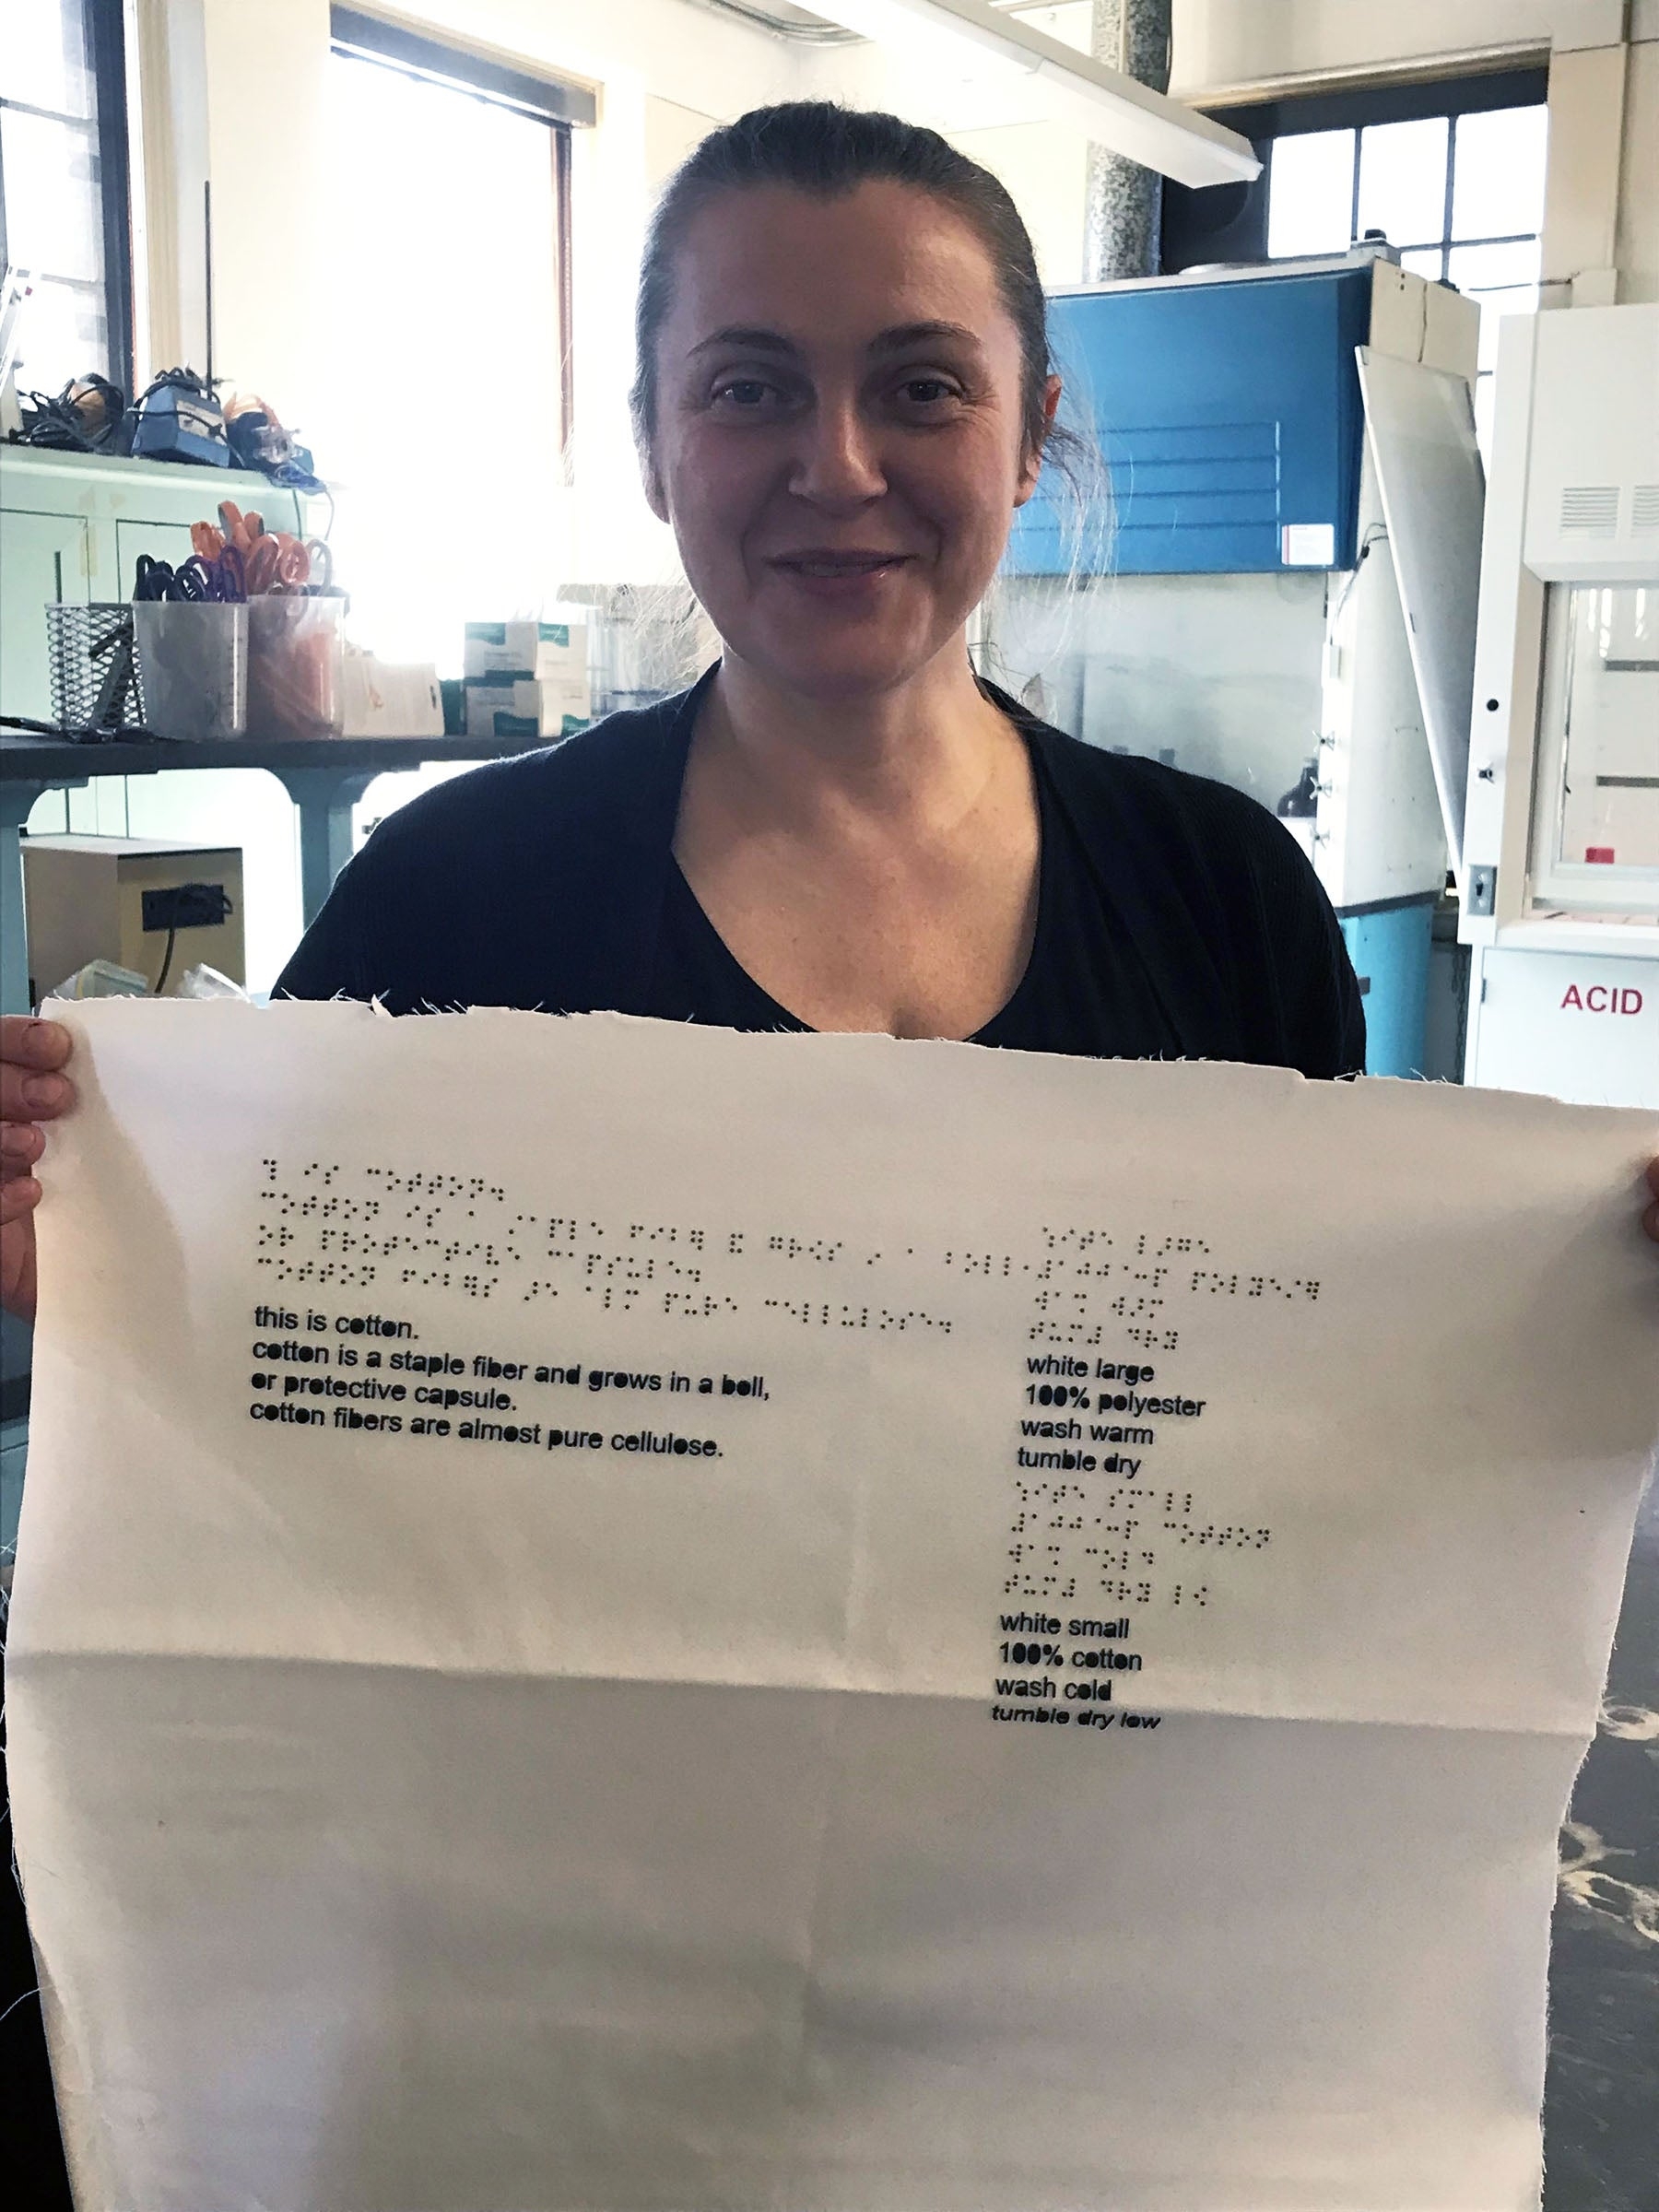 ⠹ ⠊⠎ ⠉⠕⠞⠞⠕⠝⠲
⠉⠕⠞⠞⠕⠝ ⠊⠎ ⠁ ⠌⠁⠏⠇⠑ ⠋⠊⠃⠻ ⠯ ⠛⠗⠪⠎ ⠔ ⠁ ⠃⠕⠇⠇⠂
⠕⠗ ⠏⠗⠕⠞⠑⠉⠞⠊⠧⠑ ⠉⠁⠏⠎⠥⠇⠑⠲
⠉⠕⠞⠞⠕⠝ ⠋⠊⠃⠻⠎ ⠜⠑ ⠁⠇⠍ ⠏⠥⠗⠑ ⠉⠑⠇⠇⠥⠇⠕⠎⠑⠲
this is cotton.
cotton is a staple fiber and grows in a boll,
or protective capsule.
cotton fibers are almost pure cellulose.
⠱⠊⠞⠑ ⠇⠜⠛⠑
⠏⠕⠇⠽⠑⠌⠻
⠺⠁⠩ ⠺⠜⠍
⠞⠥⠍⠼ ⠙⠗⠽
white large
100% polyester
wash warm
tumble dry
⠱⠊⠞⠑ ⠎⠍⠁⠇⠇
⠉⠕⠞⠞⠕⠝
⠺⠁⠩ ⠉⠕⠇⠙
⠞⠥⠍⠼ ⠙⠗⠽ ⠇⠪
white small
100% cotton
wash cold
tumble dry low
ACID